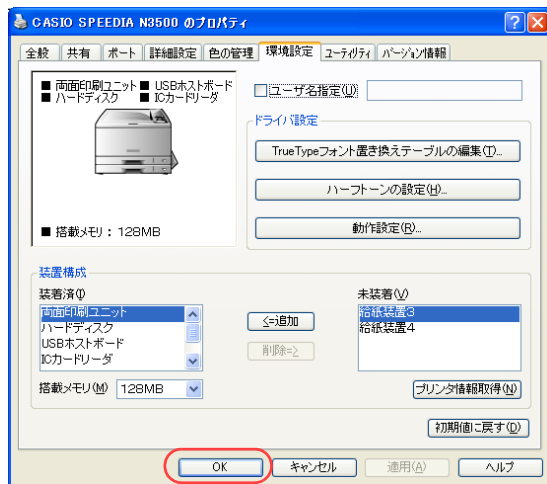 CASIO SPEEDIA N3500 のプロパティ
全般 共有 ポート 詳細設定 色の管理 環境設定 ユーティリティ バージョン情報
■ 両面印刷ユニット ■ USBホストボード
■ ハードディスク ■ ICカードリーダ
■ 搭載メモリ：128MB
ユーザ名指定(U)
ドライバ設定
TrueTypeフォント置き換えテーブルの編集(T)...
ハーフトーンの設定(H)...
動作設定(R)...
装置構成
装着済(I)
両面印刷ユニット
ハードディスク
USBホストボード
ICカードリーダ
<=追加
削除=>
未装着(V)
給紙装置3
給紙装置4
搭載メモリ(M) 128MB
プリンタ情報取得(N)
初期値に戻す(D)
OK キャンセル 適用(A) ヘルプ